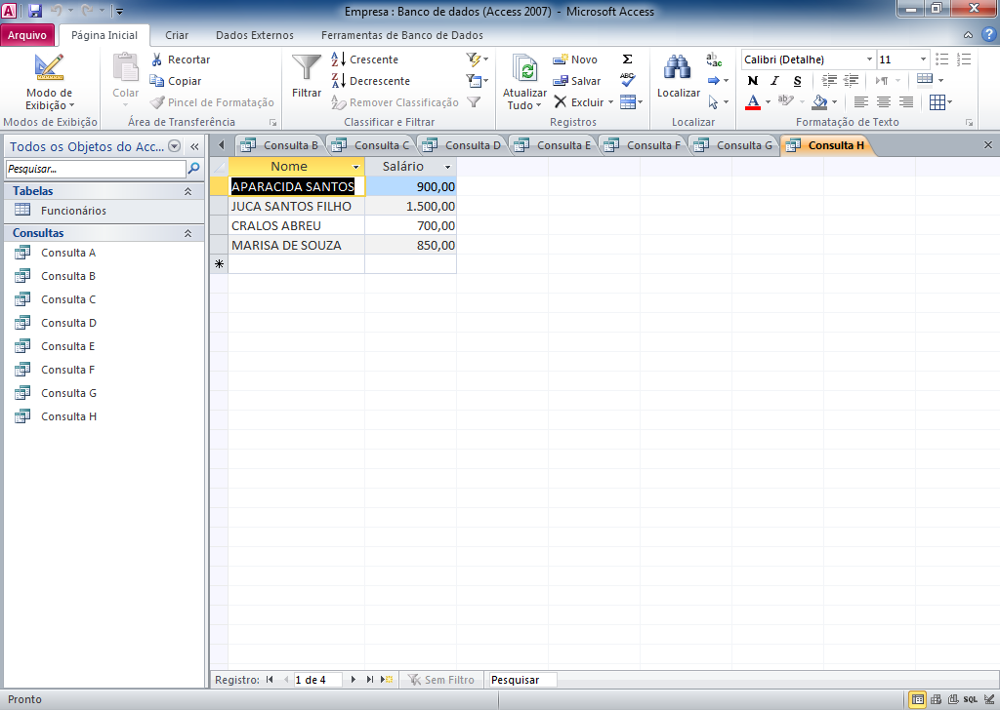 Empresa : Banco de dados (Access 2007) - Microsoft Access
Arquivo Página Inicial Criar Dados Externos Ferramentas de Banco de Dados
Modo de Exibição
Modos de Exibição
Colar
Recortar
Copiar
Pincel de Formatação
Área de Transferência
Filtrar
Crescente
Decrescente
Remover Classificação
Classificar e Filtrar
Atualizar Tudo
Novo
Salvar
Excluir
Σ
ABC
Registros
Localizar
ab
ac
Localizar
Calibri (Detalhe) 11
N I S
A ab
Formatação de Texto
Todos os Objetos do Acc...
Pesquisar...
Tabelas
Funcionários
Consultas
Consulta A
Consulta B
Consulta C
Consulta D
Consulta E
Consulta F
Consulta G
Consulta H
Consulta B Consulta C Consulta D Consulta E Consulta F Consulta G Consulta H
Nome Salário
APARACIDA SANTOS 900,00
JUCA SANTOS FILHO 1.500,00
CRALOS ABREU 700,00
MARISA DE SOUZA 850,00
Registro: 1 de 4 Sem Filtro Pesquisar
Pronto SQL